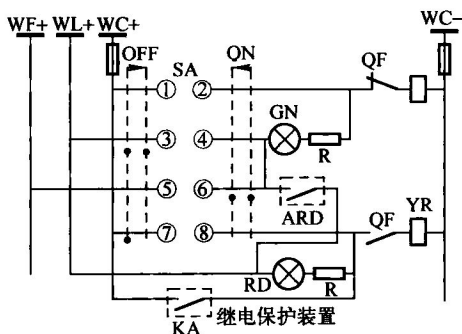 WF+ WL+ WC+ WC−
OFF SA ON QF
① ②
GN
③ ④
R
⑤ ⑥
ARD
⑦ ⑧ QF YR
RD R
KA 继电保护装置